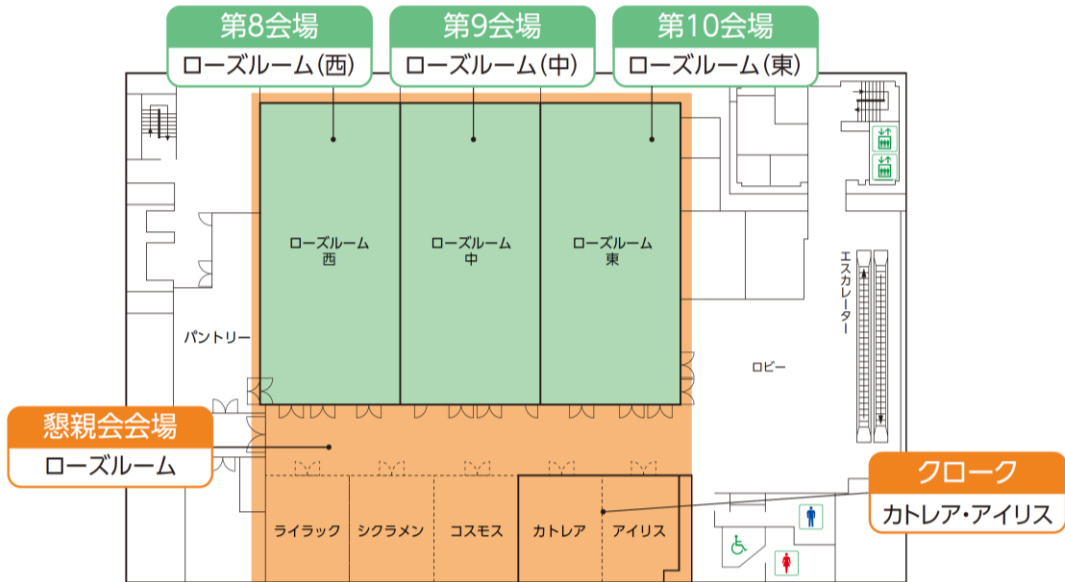 第8会場
ローズルーム(西)
第9会場
ローズルーム(中)
第10会場
ローズルーム(東)
ローズルーム
西
ローズルーム
中
ローズルーム
東
エスカレーター
パントリー
ロビー
懇親会会場
ローズルーム
クローク
カトレア・アイリス
ライラック
シクラメン
コスモス
カトレア
アイリス